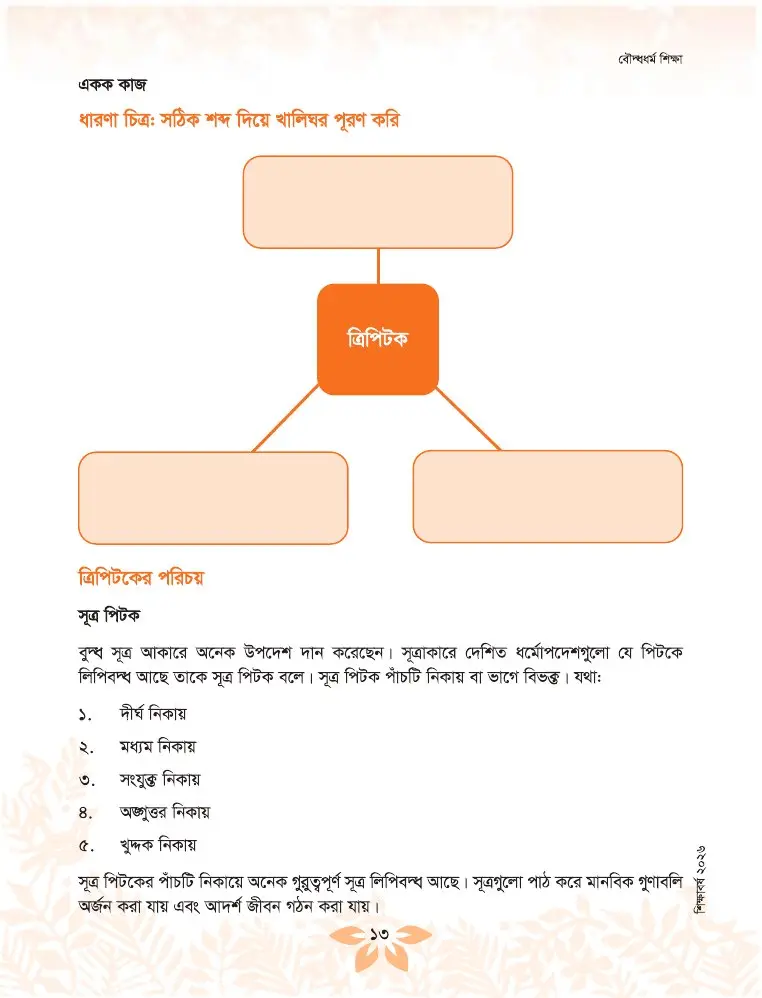 বৌদ্ধধর্ম শিক্ষা
একক কাজ
ধারণা চিত্র: সঠিক শব্দ দিয়ে খালিঘর পূরণ করি
ত্রিপিটক
ত্রিপিটকের পরিচয়
সূত্র পিটক
বুদ্ধ সূত্র আকারে অনেক উপদেশ দান করেছেন। সূত্রাকারে দেশিত ধর্মোপদেশগুলো যে পিটকে
লিপিবদ্ধ আছে তাকে সূত্র পিটক বলে। সূত্র পিটক পাঁচটি নিকায় বা ভাগে বিভক্ত। যথা:
১. দীর্ঘ নিকায়
২. মধ্যম নিকায়
৩. সংযুক্ত নিকায়
৪. অঙ্গুত্তর নিকায়
৫. খুদ্দক নিকায়
সূত্র পিটকের পাঁচটি নিকায়ে অনেক গুরুত্বপূর্ণ সূত্র লিপিবদ্ধ আছে। সূত্রগুলো পাঠ করে মানবিক গুণাবলি
অর্জন করা যায় এবং আদর্শ জীবন গঠন করা যায়।
শিক্ষাবর্ষ ২০২৬
১৩